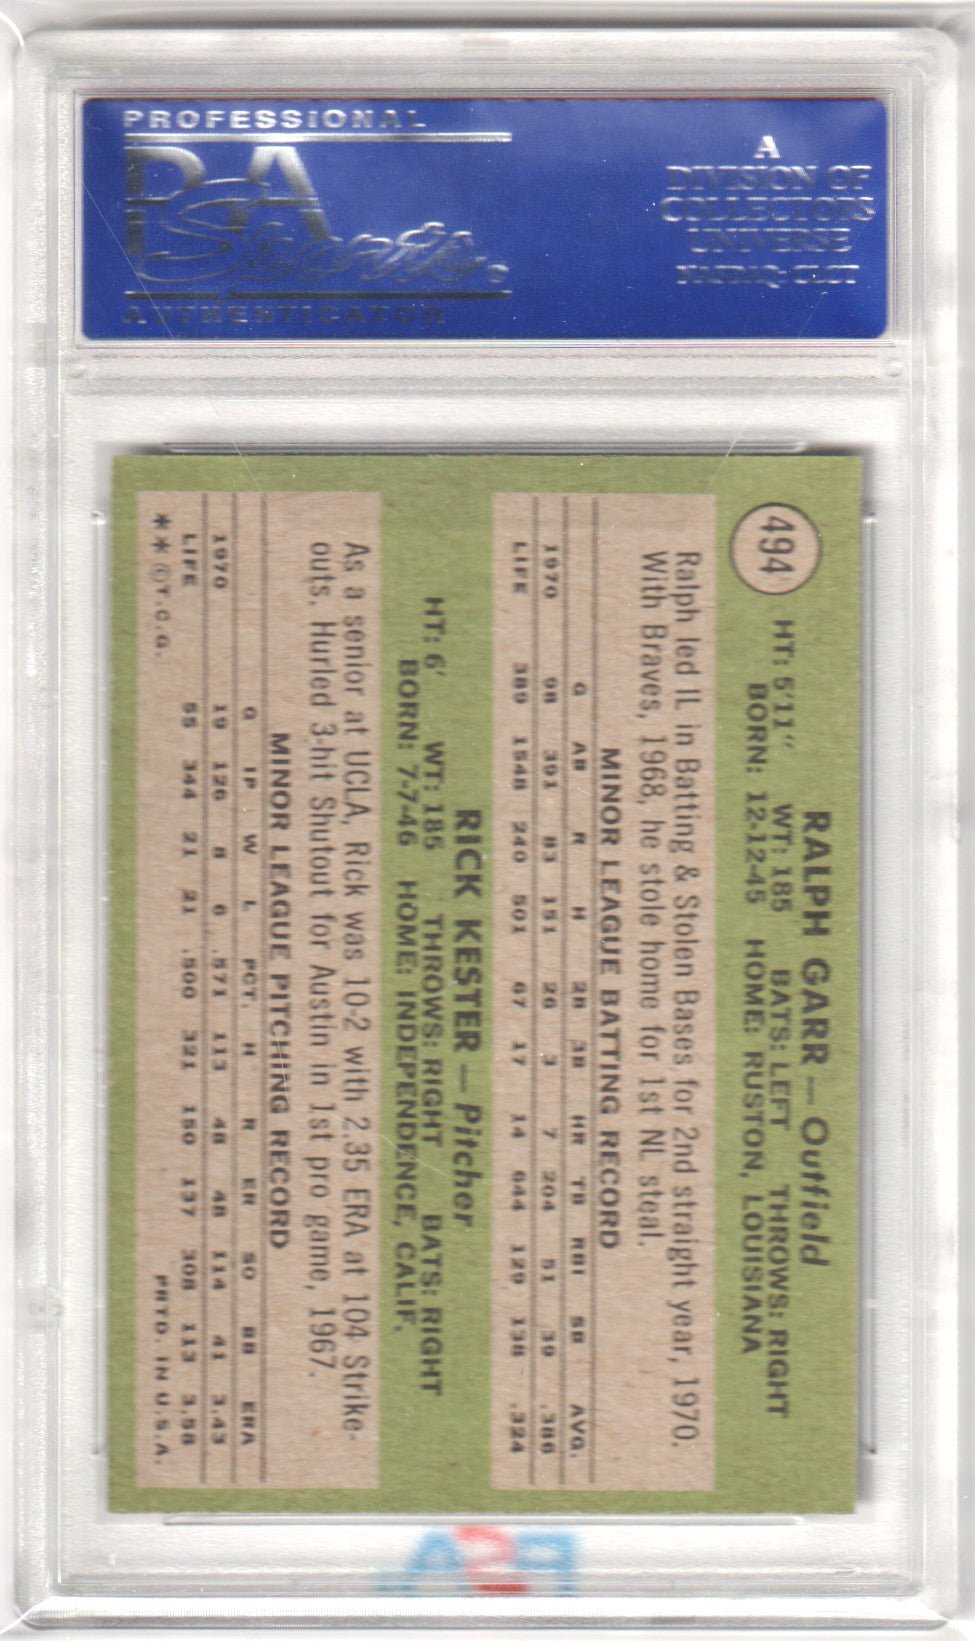 PROFESSIONAL
PSA
Sports
AUTHENTICATOR
A
DIVISION OF
COLLECTORS
UNIVERSE
NASDAQ: CLCT
494
RALPH GARR — Outfield
HT: 5'11" WT: 185 BATS: LEFT THROWS: RIGHT
BORN: 12-12-45 HOME: RUSTON, LOUISIANA
Ralph led IL in Batting & Stolen Bases for 2nd straight year, 1970.
With Braves, 1968, he stole home for 1st NL steal.
MINOR LEAGUE BATTING RECORD
G AB R H 2B 3B HR TB RBI SB AVG.
1970 98 391 83 151 26 3 7 204 51 39 .386
LIFE 389 1548 240 501 67 17 14 644 129 138 .324
RICK KESTER — Pitcher
HT: 6' WT: 185 THROWS: RIGHT BATS: RIGHT
BORN: 7-7-46 HOME: INDEPENDENCE, CALIF.
As a senior at UCLA, Rick was 10-2 with 2.35 ERA at 104 Strike-
outs. Hurled 3-hit Shutout for Austin in 1st pro game, 1967.
MINOR LEAGUE PITCHING RECORD
G IP W L PCT. H R ER SO BB ERA
1970 19 126 8 6 .571 113 48 48 114 41 3.43
LIFE 55 344 21 21 .500 321 150 137 308 113 3.58
** © T.C.G. PRTD. IN U.S.A.
PSA